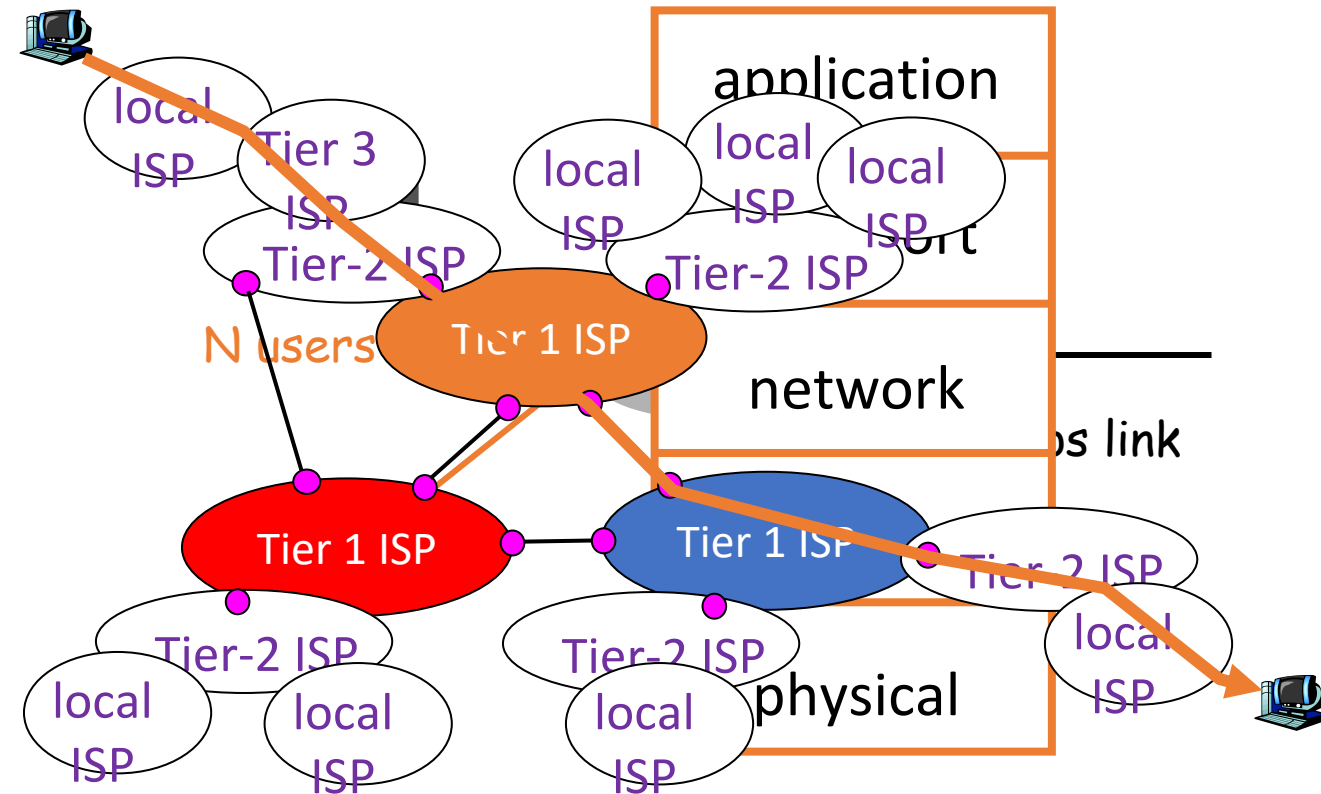 application
local
ISP
Tier 3
ISP
local
ISP
local
ISP
local
ISP
Tier-2 ISP
Tier-2 ISP
N users
Tier 1 ISP
network
link
Tier 1 ISP
Tier 1 ISP
Tier-2 ISP
local
ISP
Tier-2 ISP
Tier-2 ISP
local
ISP
local
ISP
local
ISP
physical